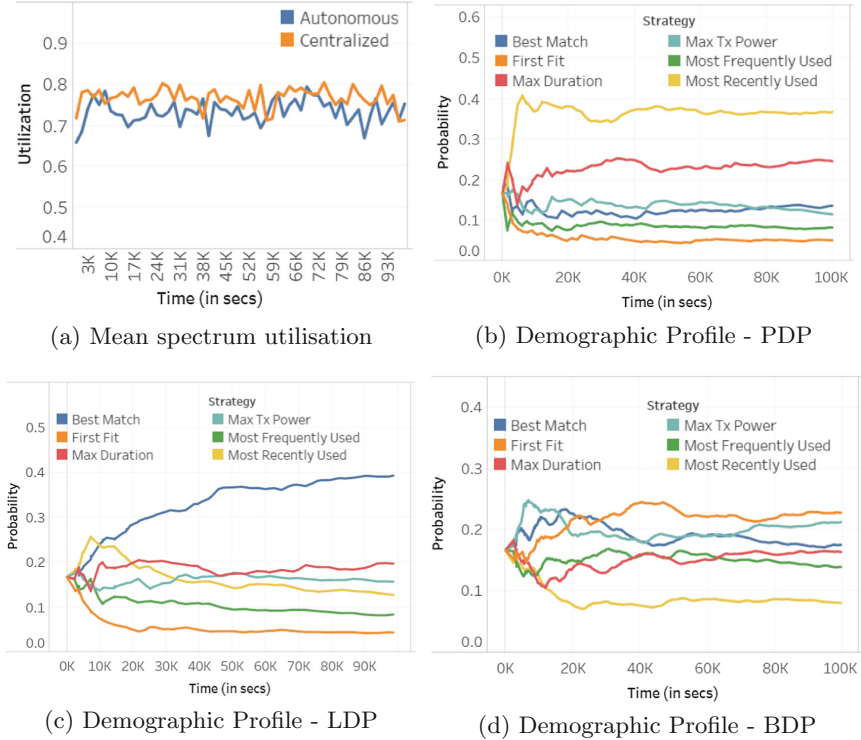 Autonomous
Centralized
0.9
0.8
0.7
0.6
0.5
0.4
Utilization
3K 10K 17K 24K 31K 38K 45K 52K 59K 66K 72K 79K 86K 93K
Time (in secs)
(a) Mean spectrum utilisation
Strategy
Best Match Max Tx Power
First Fit Most Frequently Used
Max Duration Most Recently Used
0.6
0.5
0.4
0.3
0.2
0.1
0.0
Probability
0K 20K 40K 60K 80K 100K
Time (in secs)
(b) Demographic Profile - PDP
Strategy
Best Match Max Tx Power
First Fit Most Frequently Used
Max Duration Most Recently Used
0.5
0.4
0.3
0.2
0.1
0.0
Probability
0K 10K 20K 30K 40K 50K 60K 70K 80K 90K
Time (in secs)
(c) Demographic Profile - LDP
Strategy
Best Match Max Tx Power
First Fit Most Frequently Used
Max Duration Most Recently Used
0.4
0.3
0.2
0.1
0.0
Probability
0K 20K 40K 60K 80K 100K
Time (in secs)
(d) Demographic Profile - BDP